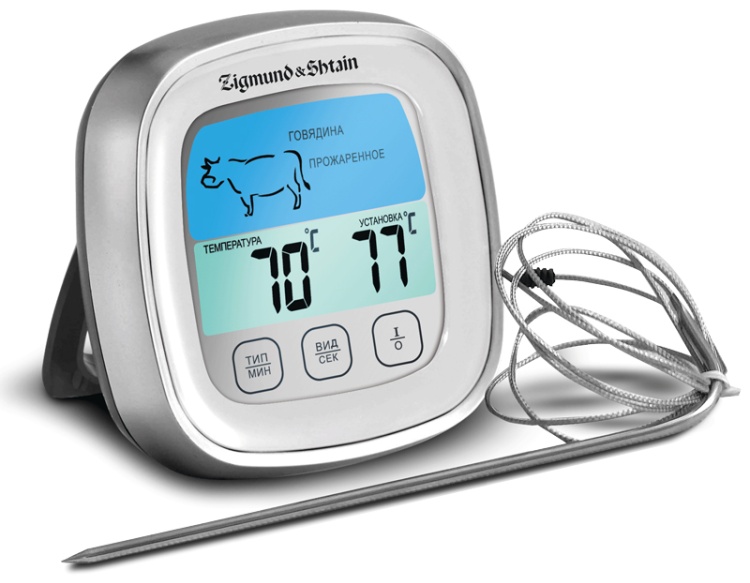 Zigmund & Shtain
ГОВЯДИНА
ПРОЖАРЕННОЕ
ТЕМПЕРАТУРА УСТАНОВКА
70 °C 77 °C
ТИП
МИН
ВИД
СЕК
I
O